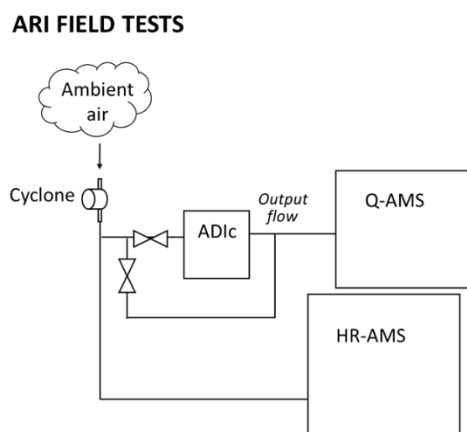 ARI FIELD TESTS
Ambient
air
Cyclone
Output
flow
ADIc
Q-AMS
HR-AMS